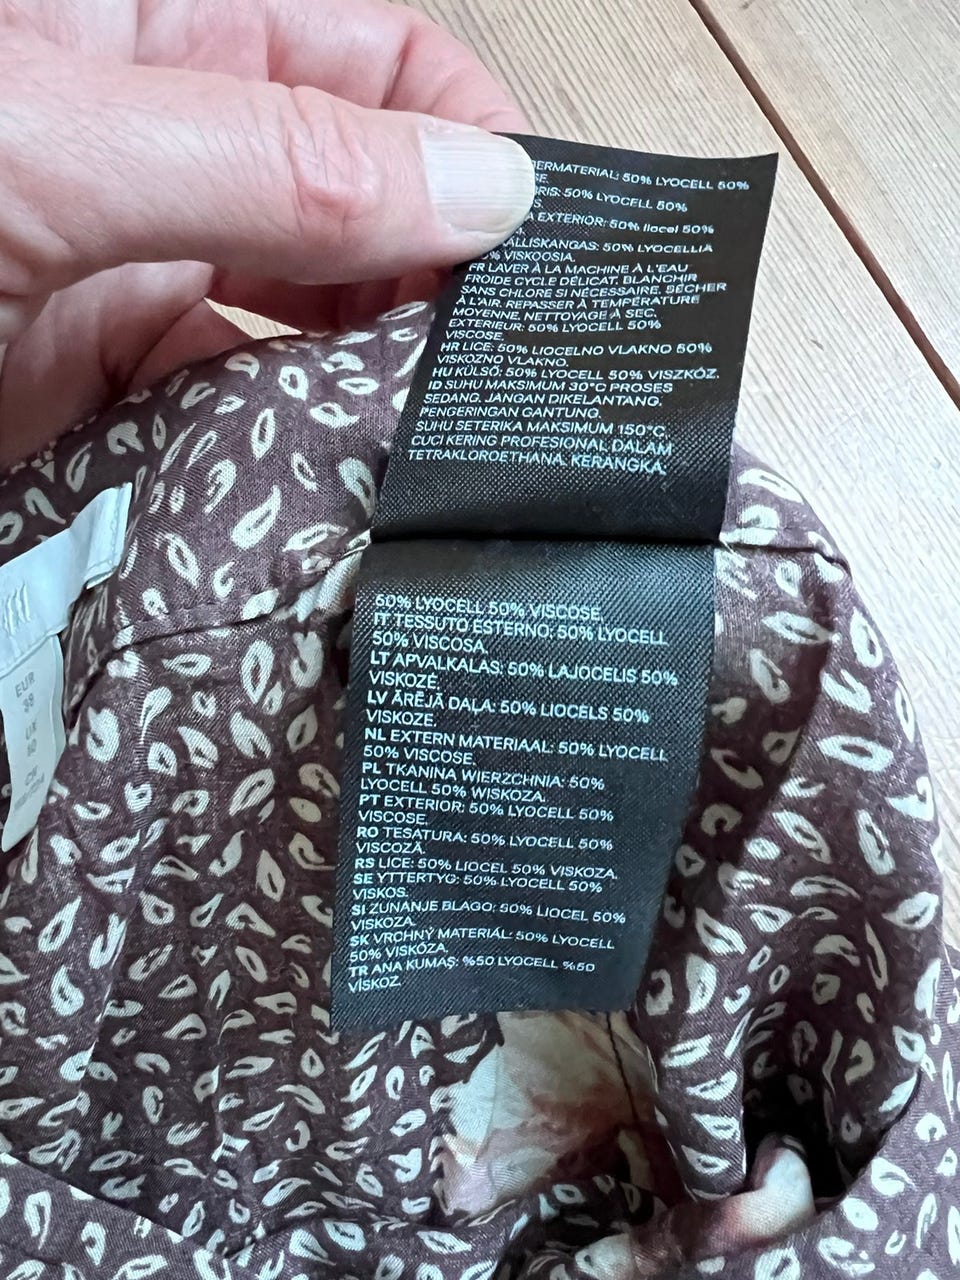 50% LYOCELL 50%
50% LYOCELL 50%
EXTERIOR: 50% liocel 50%
50% LYOCELLIA
VISKOOSIA.
FR LAVER À LA MACHINE À L'EAU
FROIDE CYCLE DÉLICAT. BLANCHIR
SANS CHLORE SI NÉCESSAIRE. SÉCHER
À L'AIR. REPASSER À TEMPÉRATURE
MOYENNE. NETTOYAGE À SEC.
EXTERIEUR: 50% LYOCELL 50%
VISCOSE.
HR LICE: 50% LIOCELNO VLAKNO 50%
VISKOZNO VLAKNO.
HU KÜLSŐ: 50% LYOCELL 50% VISZKÓZ.
ID SUHU MAKSIMUM 30°C PROSES
SEDANG. JANGAN DIKELANTANG.
PENGERINGAN GANTUNG.
SUHU SETERIKA MAKSIMUM 150°C.
CUCI KERING PROFESIONAL DALAM
TETRAKLOROETHANA. KERANGKA:
50% LYOCELL 50% VISCOSE.
IT TESSUTO ESTERNO: 50% LYOCELL
50% VISCOSA.
LT APVALKALAS: 50% LAJOCELIS 50%
VISKOZĖ.
LV ĀRĒJĀ DAĻA: 50% LIOCELS 50%
VISKOZE.
NL EXTERN MATERIAAL: 50% LYOCELL
50% VISCOSE.
PL TKANINA WIERZCHNIA: 50%
LYOCELL 50% WISKOZA.
PT EXTERIOR: 50% LYOCELL 50%
VISCOSE.
RO TESATURA: 50% LYOCELL 50%
VISCOZĂ.
RS LICE: 50% LIOCEL 50% VISKOZA.
SE YTTERTYG: 50% LYOCELL 50%
VISKOS.
SI ZUNANJE BLAGO: 50% LIOCEL 50%
VISKOZA.
SK VRCHNÝ MATERIÁL: 50% LYOCELL
50% VISKÓZA.
TR ANA KUMAŞ: %50 LYOCELL %50
VİSKOZ.
EUR
38
UK
10
CN